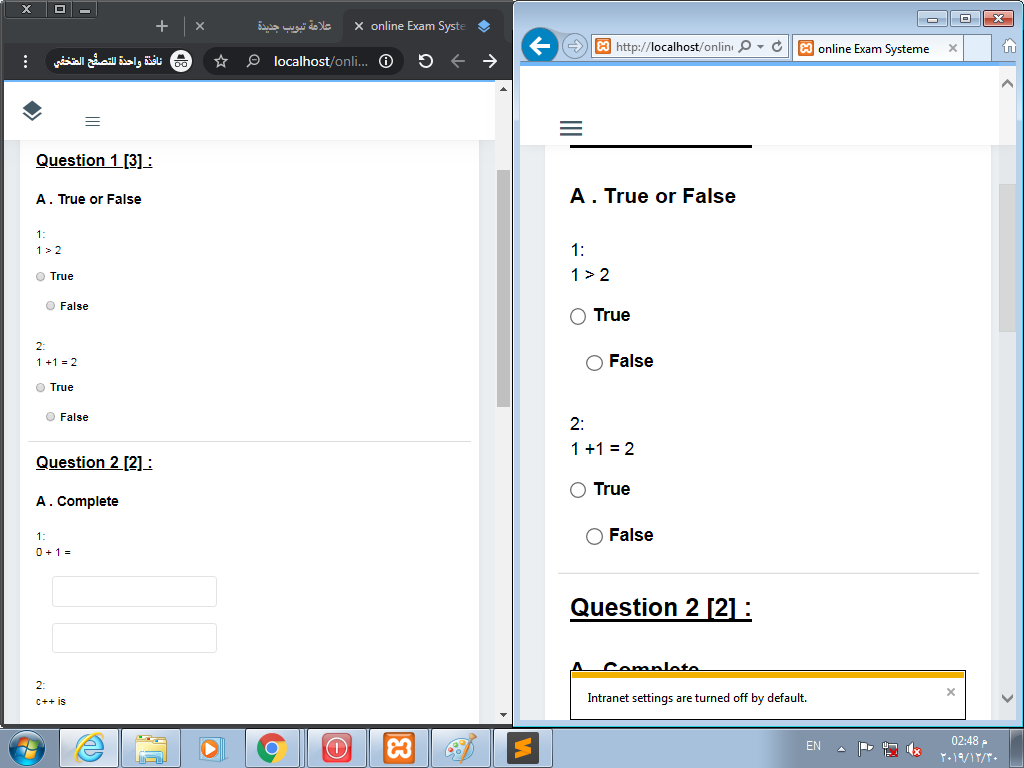 علامة تبويب جديدة
online Exam Syste
نافذة واحدة للتصفُّح المتخفي
localhost/onli...
Question 1 [3] :
A . True or False
1:
1 > 2
True
False
2:
1 +1 = 2
True
False
Question 2 [2] :
A . Complete
1:
0 + 1 =
2:
c++ is
http://localhost/onlin
online Exam Systeme
A . True or False
1:
1 > 2
True
False
2:
1 +1 = 2
True
False
Question 2 [2] :
A . Complete
Intranet settings are turned off by default.
EN
02:48 م
٢٠١٩/١٢/٣٠